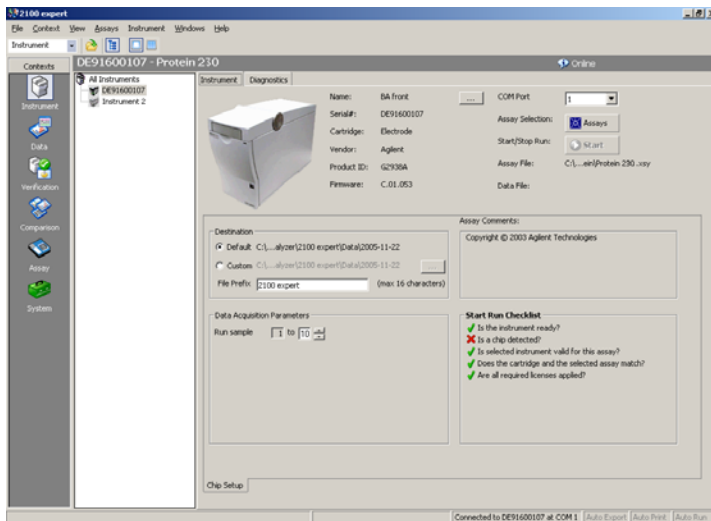 2100 expert
File Context View Assays Instrument Windows Help
Instrument
Contexts
DE91600107 - Protein 230
Online
All Instruments
DE91600107
Instrument 2
Instrument
Data
Verification
Comparison
Assay
System
Instrument Diagnostics
Name: BA front ...
Serial#: DE91600107
Cartridge: Electrode
Vendor: Agilent
Product ID: G2938A
Firmware: C.01.053
COM Port 1
Assay Selection: Assays
Start/Stop Run: Start
Assay File: C:\...ein\Protein 230 .xsy
Data File:
Destination
Default C:\...alyzer\2100 expert\Data\2005-11-22
Custom C:\...alyzer\2100 expert\Data\2005-11-22 ...
File Prefix 2100 expert (max 16 characters)
Assay Comments:
Copyright © 2003 Agilent Technologies
Data Acquisition Parameters
Run sample 1 to 10
Start Run Checklist
Is the instrument ready?
Is a chip detected?
Is selected instrument valid for this assay?
Does the cartridge and the selected assay match?
Are all required licenses applied?
Chip Setup
Connected to DE91600107 at COM 1 Auto Export Auto Print Auto Run